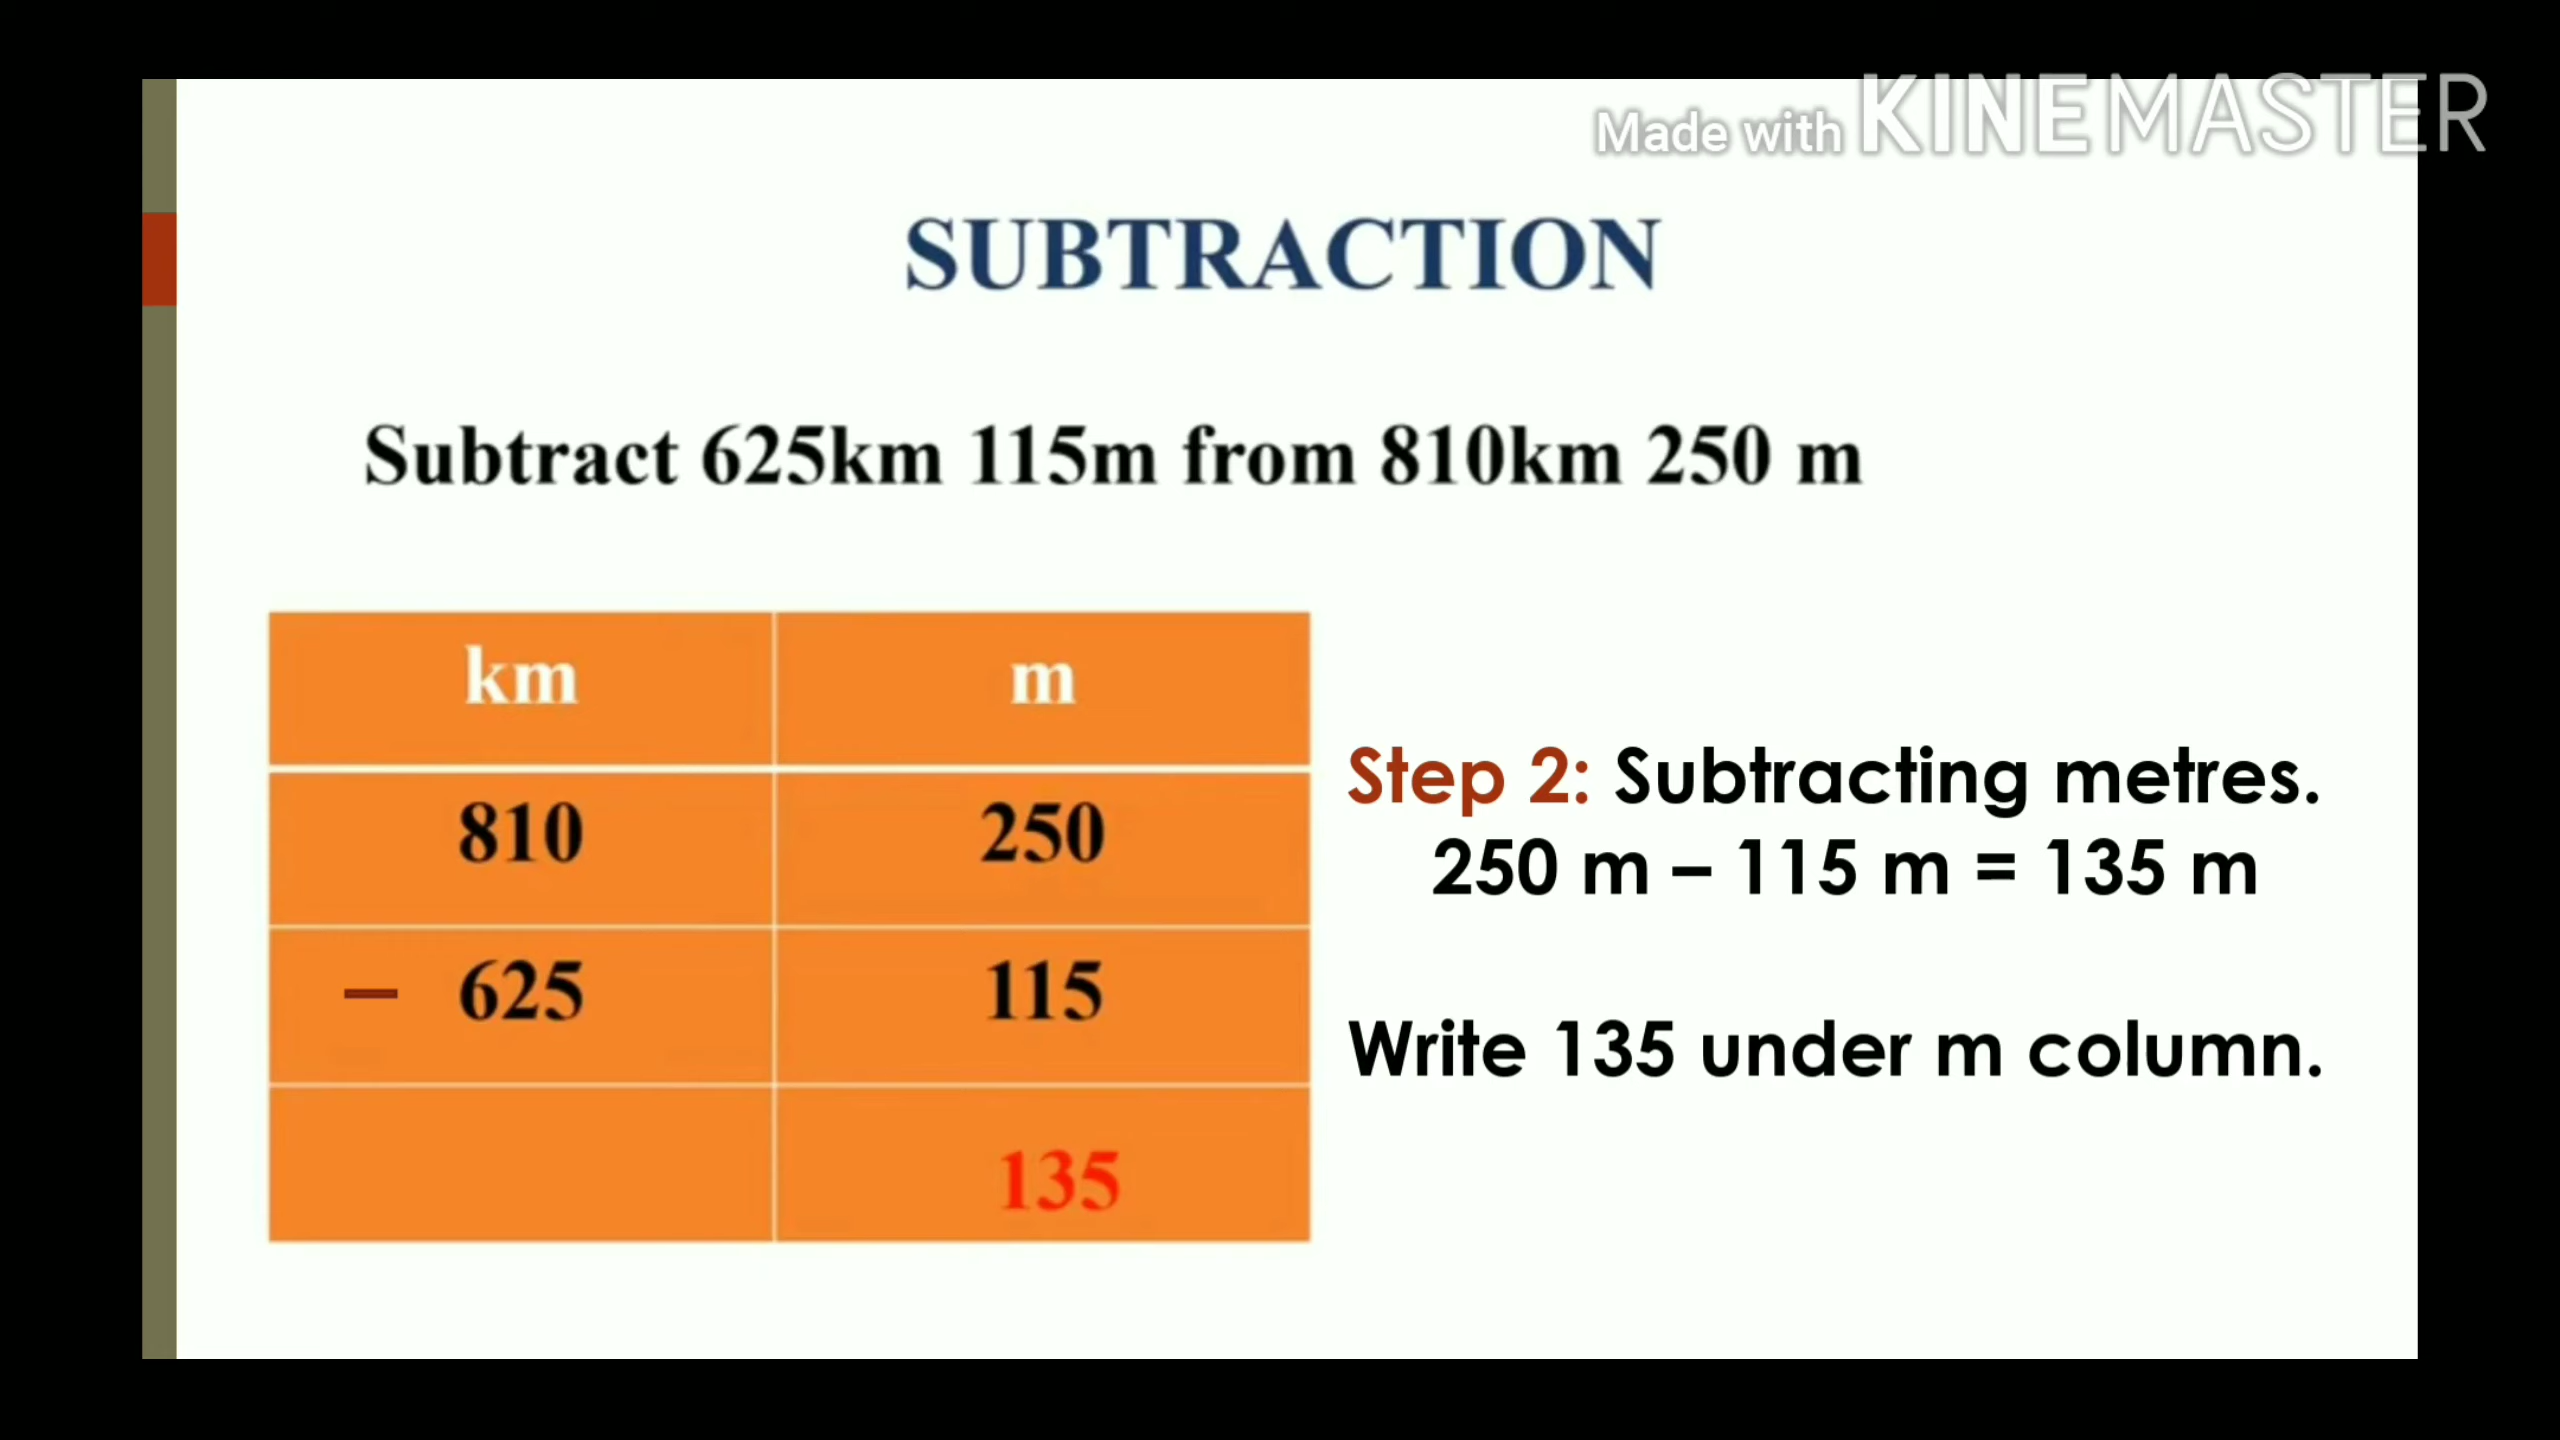 Made with KINEMASTER
SUBTRACTION
Subtract 625km 115m from 810km 250 m
km m
810 250
– 625 115
135
Step 2: Subtracting metres.
250 m – 115 m = 135 m
Write 135 under m column.